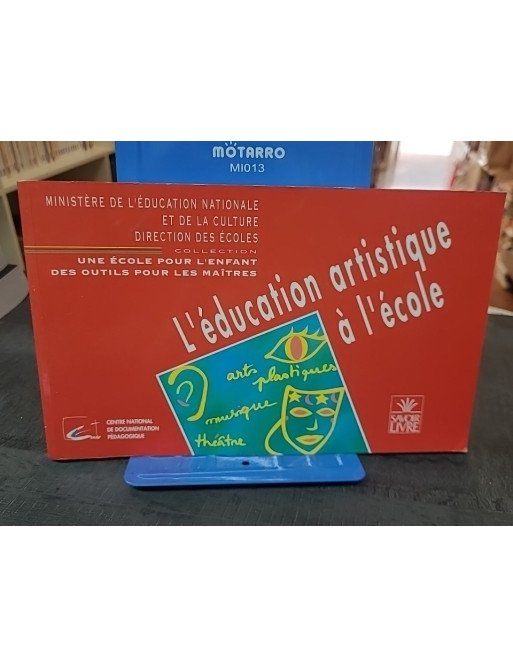 MOTARRO
MI013
MINISTÈRE DE L'ÉDUCATION NATIONALE
ET DE LA CULTURE
DIRECTION DES ÉCOLES
COLLECTION
UNE ÉCOLE POUR L'ENFANT
DES OUTILS POUR LES MAÎTRES
L'éducation artistique
à l'école
arts plastiques
musique
théâtre
CENTRE NATIONAL
DE DOCUMENTATION
PÉDAGOGIQUE
SAVOIR
LIVRE